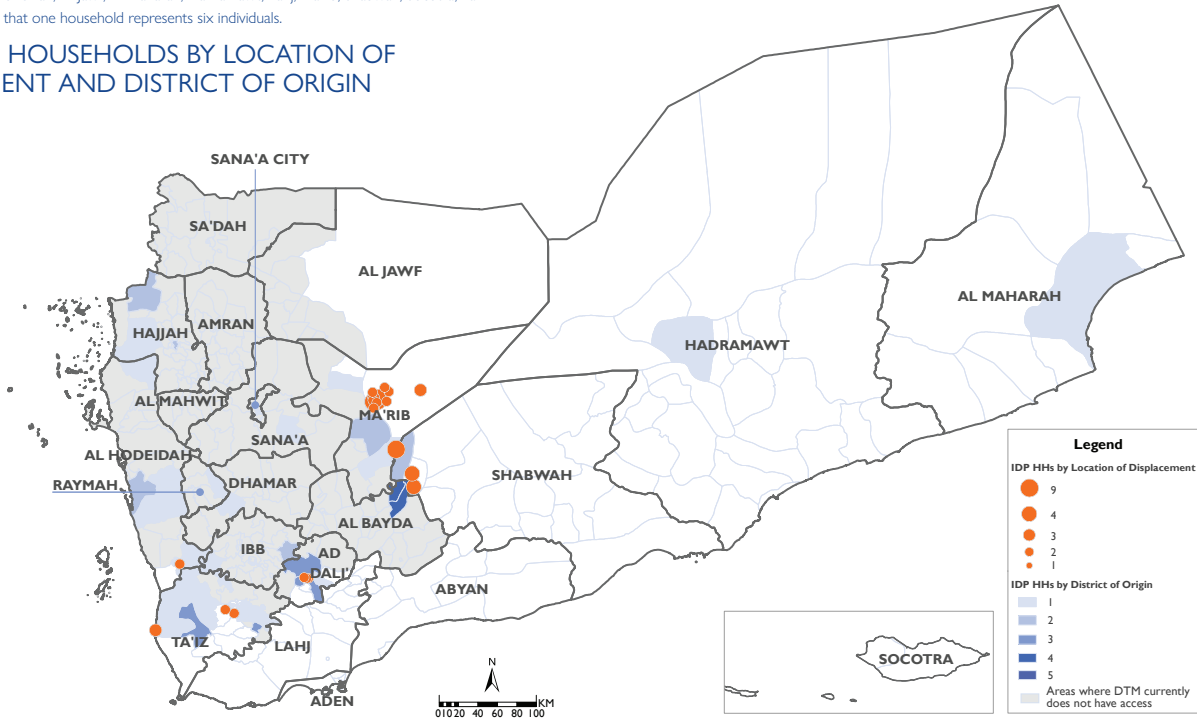 that one household represents six individuals.
HOUSEHOLDS BY LOCATION OF
ENT AND DISTRICT OF ORIGIN
SANA'A CITY
SA'DAH
AL JAWF
AL MAHARAH
HAJJAH
AMRAN
HADRAMAWT
AL MAHWIT
MA'RIB
SANA'A
AL HODEIDAH
SHABWAH
RAYMAH
DHAMAR
AL BAYDA
IBB
AD
DALI'
ABYAN
TA'IZ
LAHJ
SOCOTRA
ADEN
N
KM
0 10 20 40 60 80 100
Legend
IDP HHs by Location of Displacement
9
4
3
2
1
IDP HHs by District of Origin
1
2
3
4
5
Areas where DTM currently
does not have access